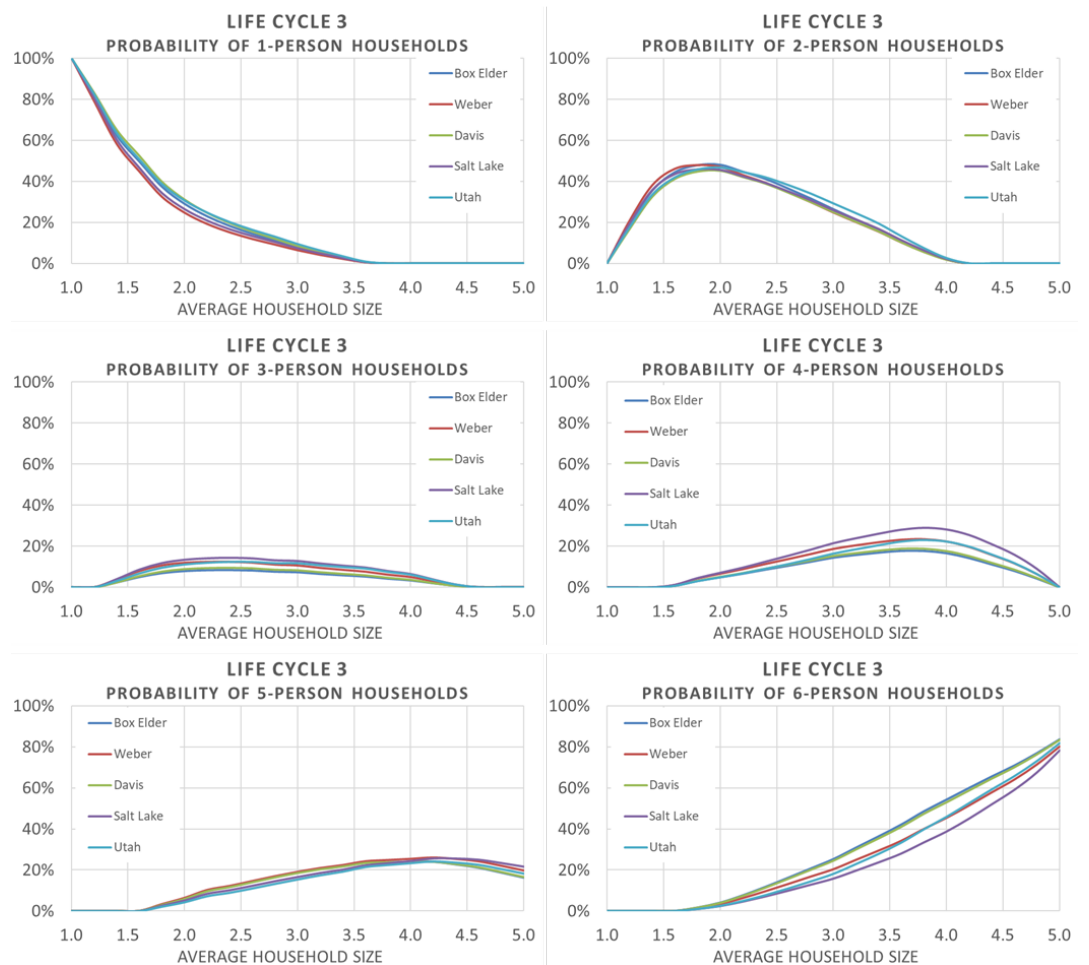 LIFE CYCLE 3
PROBABILITY OF 1-PERSON HOUSEHOLDS
100%
80%
60%
40%
20%
0%
Box Elder
Weber
Davis
Salt Lake
Utah
1.0 1.5 2.0 2.5 3.0 3.5 4.0 4.5 5.0
AVERAGE HOUSEHOLD SIZE
LIFE CYCLE 3
PROBABILITY OF 2-PERSON HOUSEHOLDS
100%
80%
60%
40%
20%
0%
Box Elder
Weber
Davis
Salt Lake
Utah
1.0 1.5 2.0 2.5 3.0 3.5 4.0 4.5 5.0
AVERAGE HOUSEHOLD SIZE
LIFE CYCLE 3
PROBABILITY OF 3-PERSON HOUSEHOLDS
100%
80%
60%
40%
20%
0%
Box Elder
Weber
Davis
Salt Lake
Utah
1.0 1.5 2.0 2.5 3.0 3.5 4.0 4.5 5.0
AVERAGE HOUSEHOLD SIZE
LIFE CYCLE 3
PROBABILITY OF 4-PERSON HOUSEHOLDS
100%
80%
60%
40%
20%
0%
Box Elder
Weber
Davis
Salt Lake
Utah
1.0 1.5 2.0 2.5 3.0 3.5 4.0 4.5 5.0
AVERAGE HOUSEHOLD SIZE
LIFE CYCLE 3
PROBABILITY OF 5-PERSON HOUSEHOLDS
100%
80%
60%
40%
20%
0%
Box Elder
Weber
Davis
Salt Lake
Utah
1.0 1.5 2.0 2.5 3.0 3.5 4.0 4.5 5.0
AVERAGE HOUSEHOLD SIZE
LIFE CYCLE 3
PROBABILITY OF 6-PERSON HOUSEHOLDS
100%
80%
60%
40%
20%
0%
Box Elder
Weber
Davis
Salt Lake
Utah
1.0 1.5 2.0 2.5 3.0 3.5 4.0 4.5 5.0
AVERAGE HOUSEHOLD SIZE